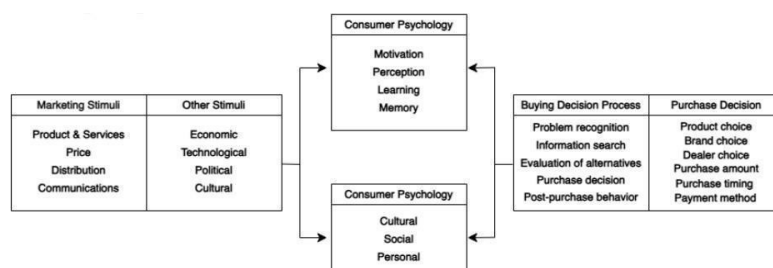 Consumer Psychology
Motivation
Perception
Learning
Memory
Marketing Stimuli
Product & Services
Price
Distribution
Communications
Other Stimuli
Economic
Technological
Political
Cultural
Buying Decision Process
Problem recognition
Information search
Evaluation of alternatives
Purchase decision
Post-purchase behavior
Purchase Decision
Product choice
Brand choice
Dealer choice
Purchase amount
Purchase timing
Payment method
Consumer Psychology
Cultural
Social
Personal